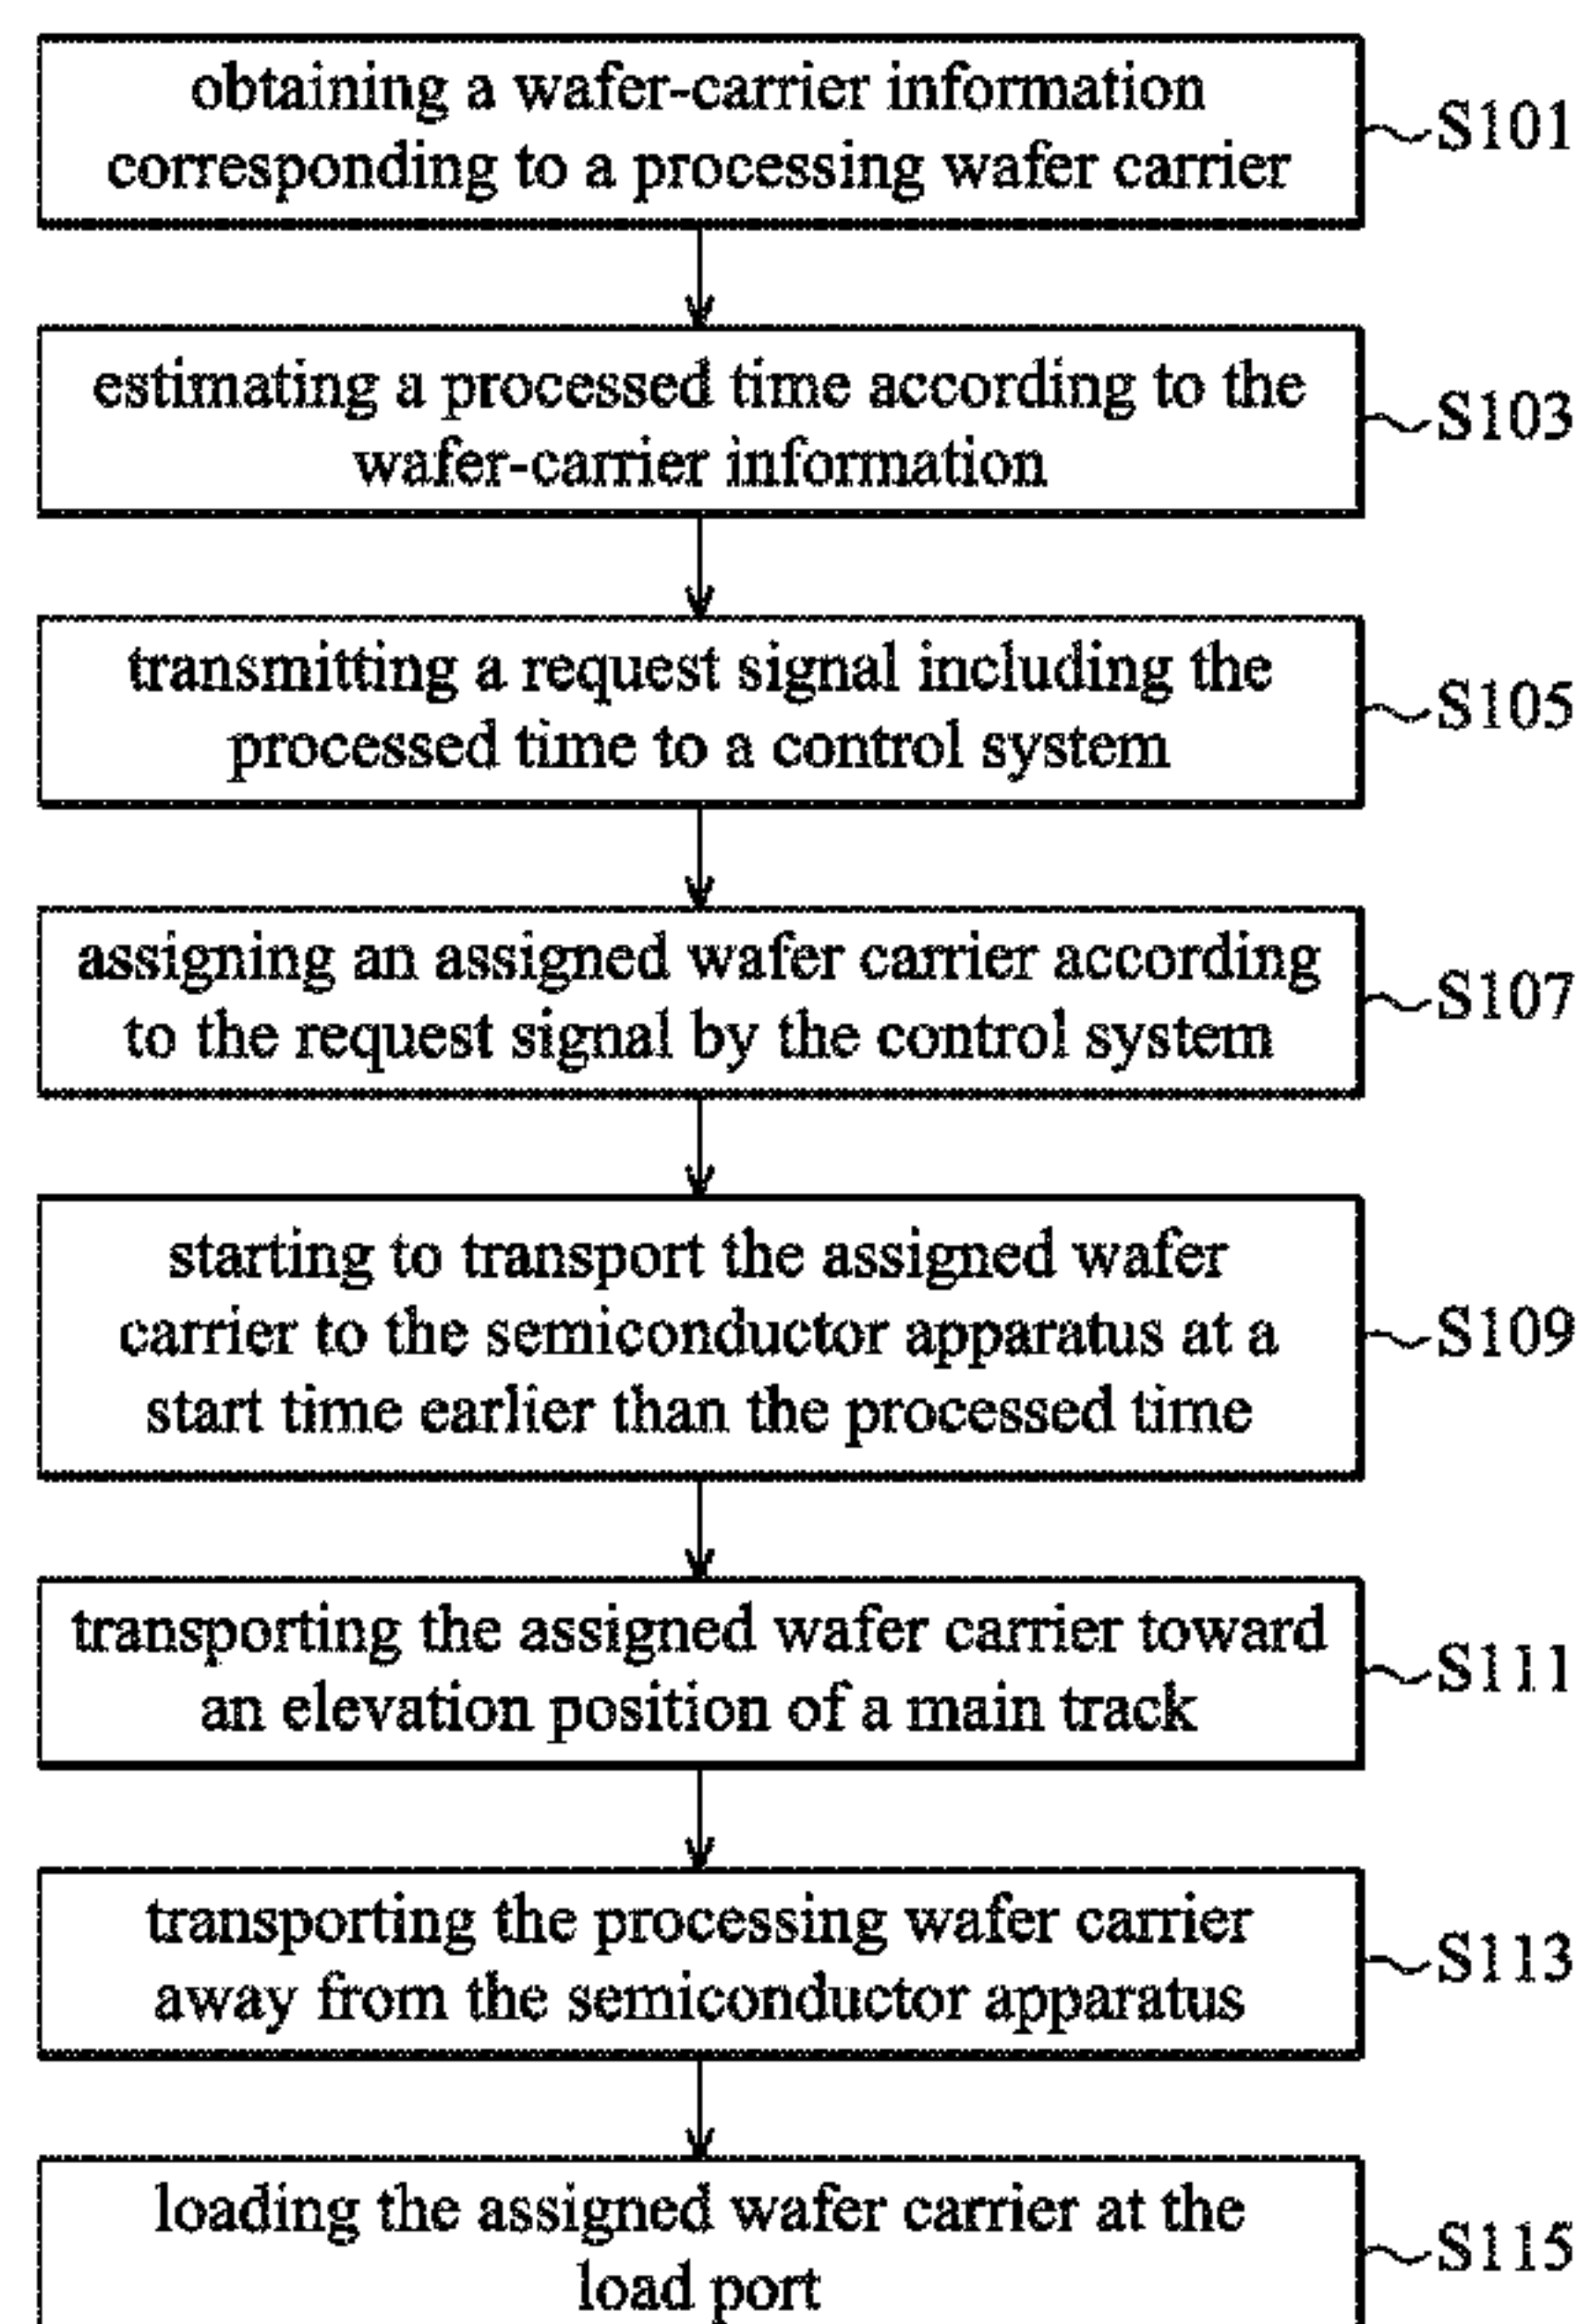 obtaining a wafer-carrier information
corresponding to a processing wafer carrier
S101
estimating a processed time according to the
wafer-carrier information
S103
transmitting a request signal including the
processed time to a control system
S105
assigning an assigned wafer carrier according
to the request signal by the control system
S107
starting to transport the assigned wafer
carrier to the semiconductor apparatus at a
start time earlier than the processed time
S109
transporting the assigned wafer carrier toward
an elevation position of a main track
S111
transporting the processing wafer carrier
away from the semiconductor apparatus
S113
loading the assigned wafer carrier at the
load port
S115